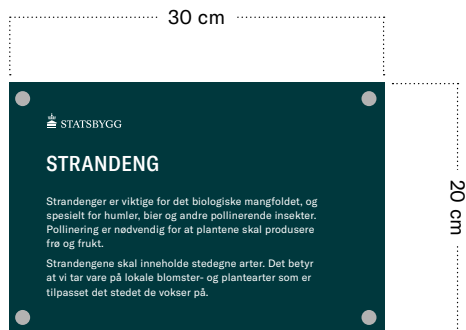 30 cm
STATSBYGG
STRANDENG
Strandenger er viktige for det biologiske mangfoldet, og
spesielt for humler, bier og andre pollinerende insekter.
Pollinering er nødvendig for at plantene skal produsere
frø og frukt.
Strandengene skal inneholde stedegne arter. Det betyr
at vi tar vare på lokale blomster- og plantearter som er
tilpasset det stedet de vokser på.
20 cm